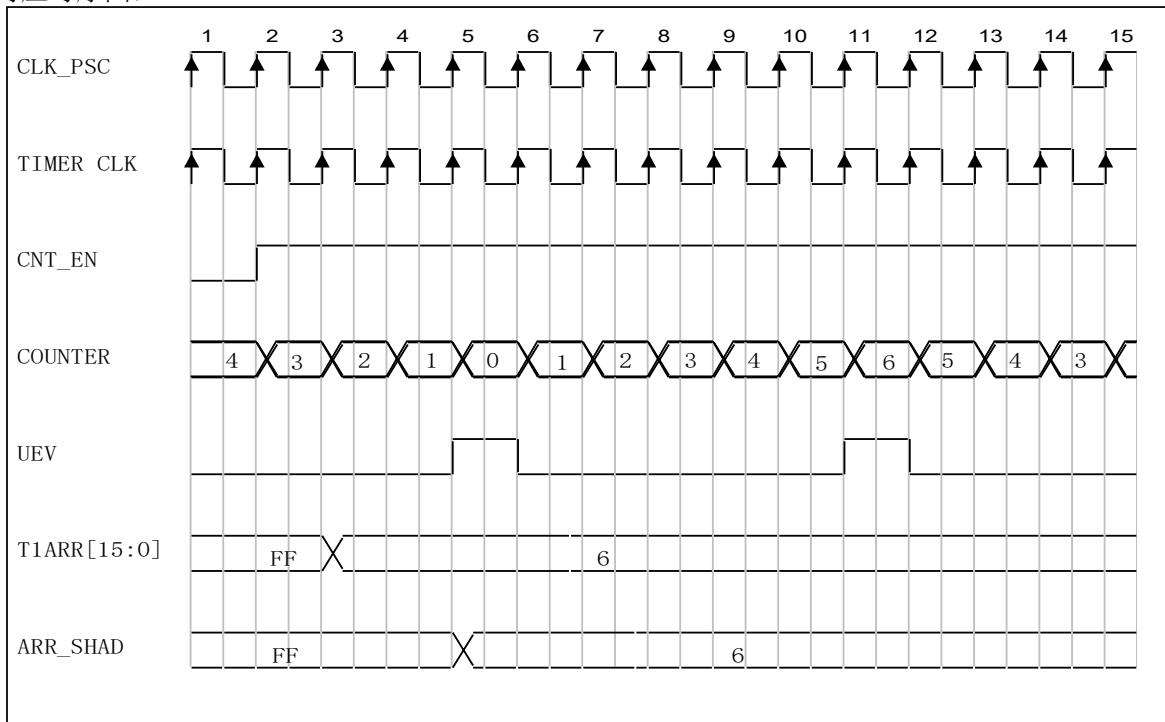 1 2 3 4 5 6 7 8 9 10 11 12 13 14 15
CLK_PSC
TIMER CLK
CNT_EN
COUNTER 4 3 2 1 0 1 2 3 4 5 6 5 4 3
UEV
T1ARR[15:0] FF 6
ARR_SHAD FF 6